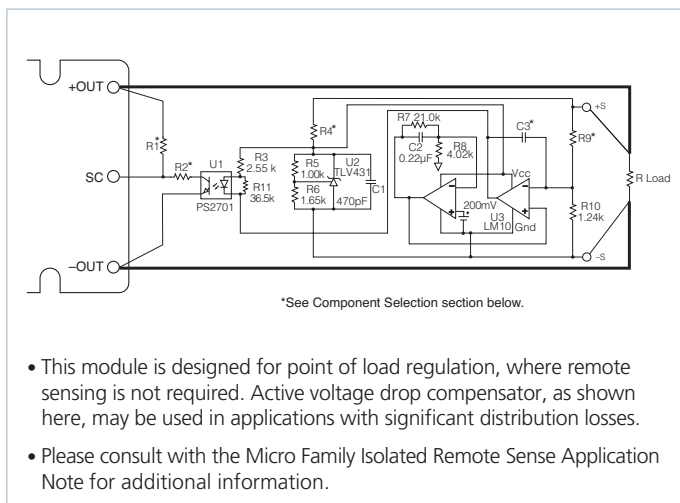 +OUT
SC
–OUT
R1*
R2*
U1
PS2701
R3
2.55 k
R11
36.5k
R4*
R5
1.00k
R6
1.65k
U2
TLV431
470pF
C1
R7 21.0k
C2
0.22µF
R8
4.02k
C3*
Vcc
200mV
U3
LM10 Gnd
+S
R9*
R10
1.24k
–S
R Load
*See Component Selection section below.
• This module is designed for point of load regulation, where remote
sensing is not required. Active voltage drop compensator, as shown
here, may be used in applications with significant distribution losses.
• Please consult with the Micro Family Isolated Remote Sense Application
Note for additional information.